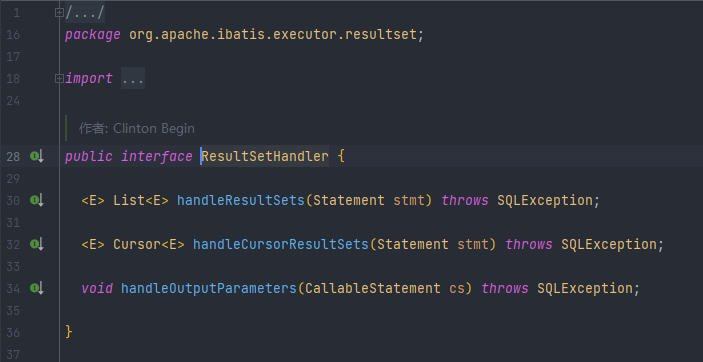 1 /.../
16 package org.apache.ibatis.executor.resultset;
17
18 import ...
24
作者: Clinton Begin
28 public interface ResultSetHandler {
29
30 <E> List<E> handleResultSets(Statement stmt) throws SQLException;
31
32 <E> Cursor<E> handleCursorResultSets(Statement stmt) throws SQLException;
33
34 void handleOutputParameters(CallableStatement cs) throws SQLException;
35
36 }
37